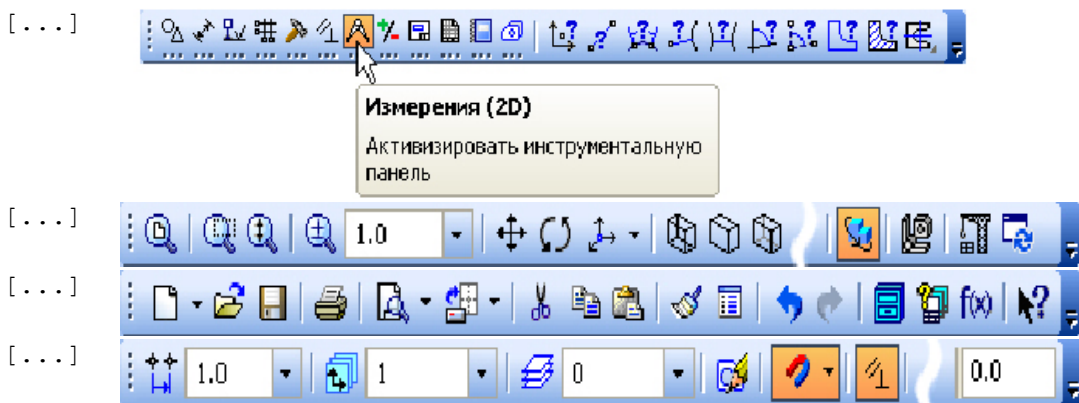 [...]
Измерения (2D)
Активизировать инструментальную
панель
[...] 1.0
[...] f(x)
[...] 1.0 1 0 0.0